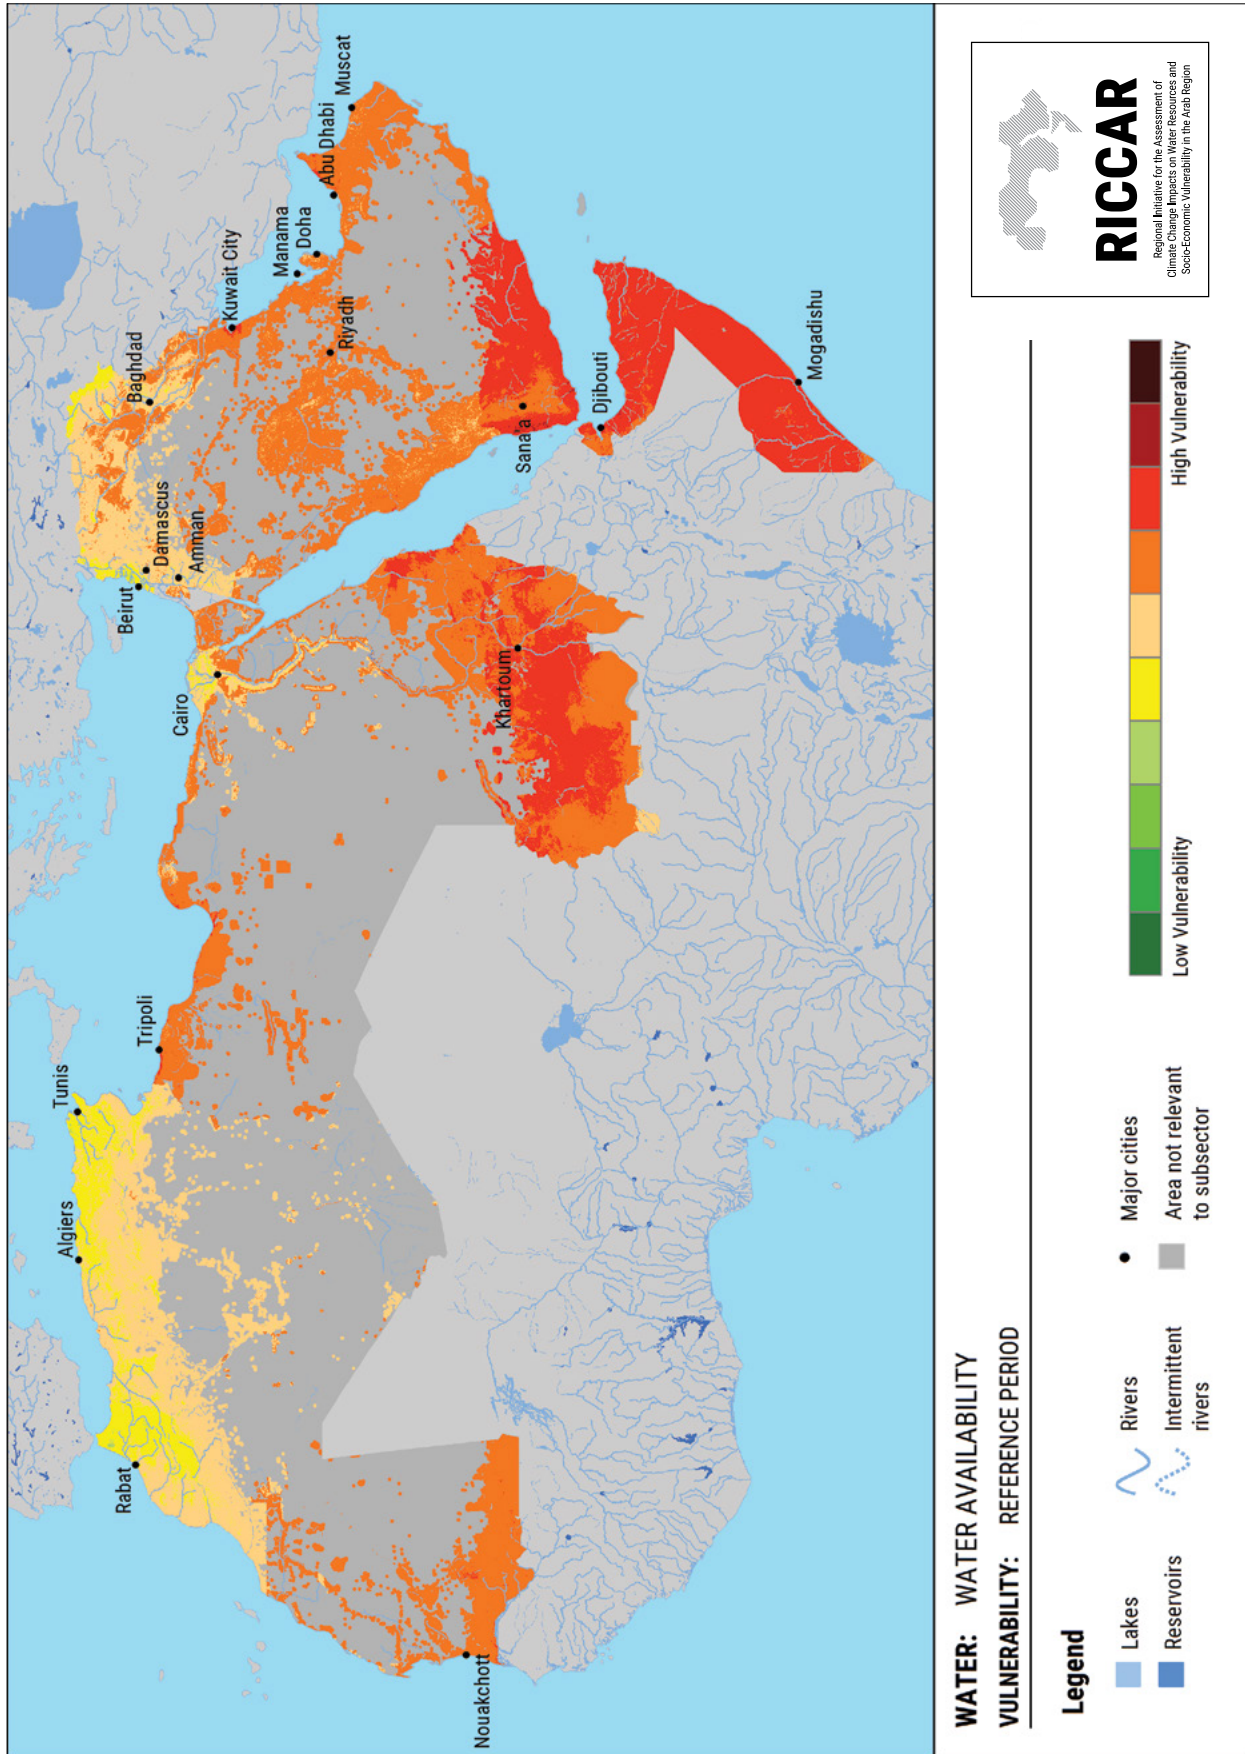 Muscat
Abu Dhabi
Manama
Doha
Kuwait City
Riyadh
Baghdad
Damascus
Amman
Beirut
Sana'a
Djibouti
Mogadishu
Cairo
Khartoum
Tripoli
Tunis
Algiers
Rabat
Nouakchott
WATER: WATER AVAILABILITY
VULNERABILITY: REFERENCE PERIOD
Legend
Lakes
Reservoirs
Rivers
Intermittent
rivers
Major cities
Area not relevant
to subsector
Low Vulnerability
High Vulnerability
RICCAR
Regional Initiative for the Assessment of
Climate Change Impacts on Water Resources and
Socio-Economic Vulnerability in the Arab Region